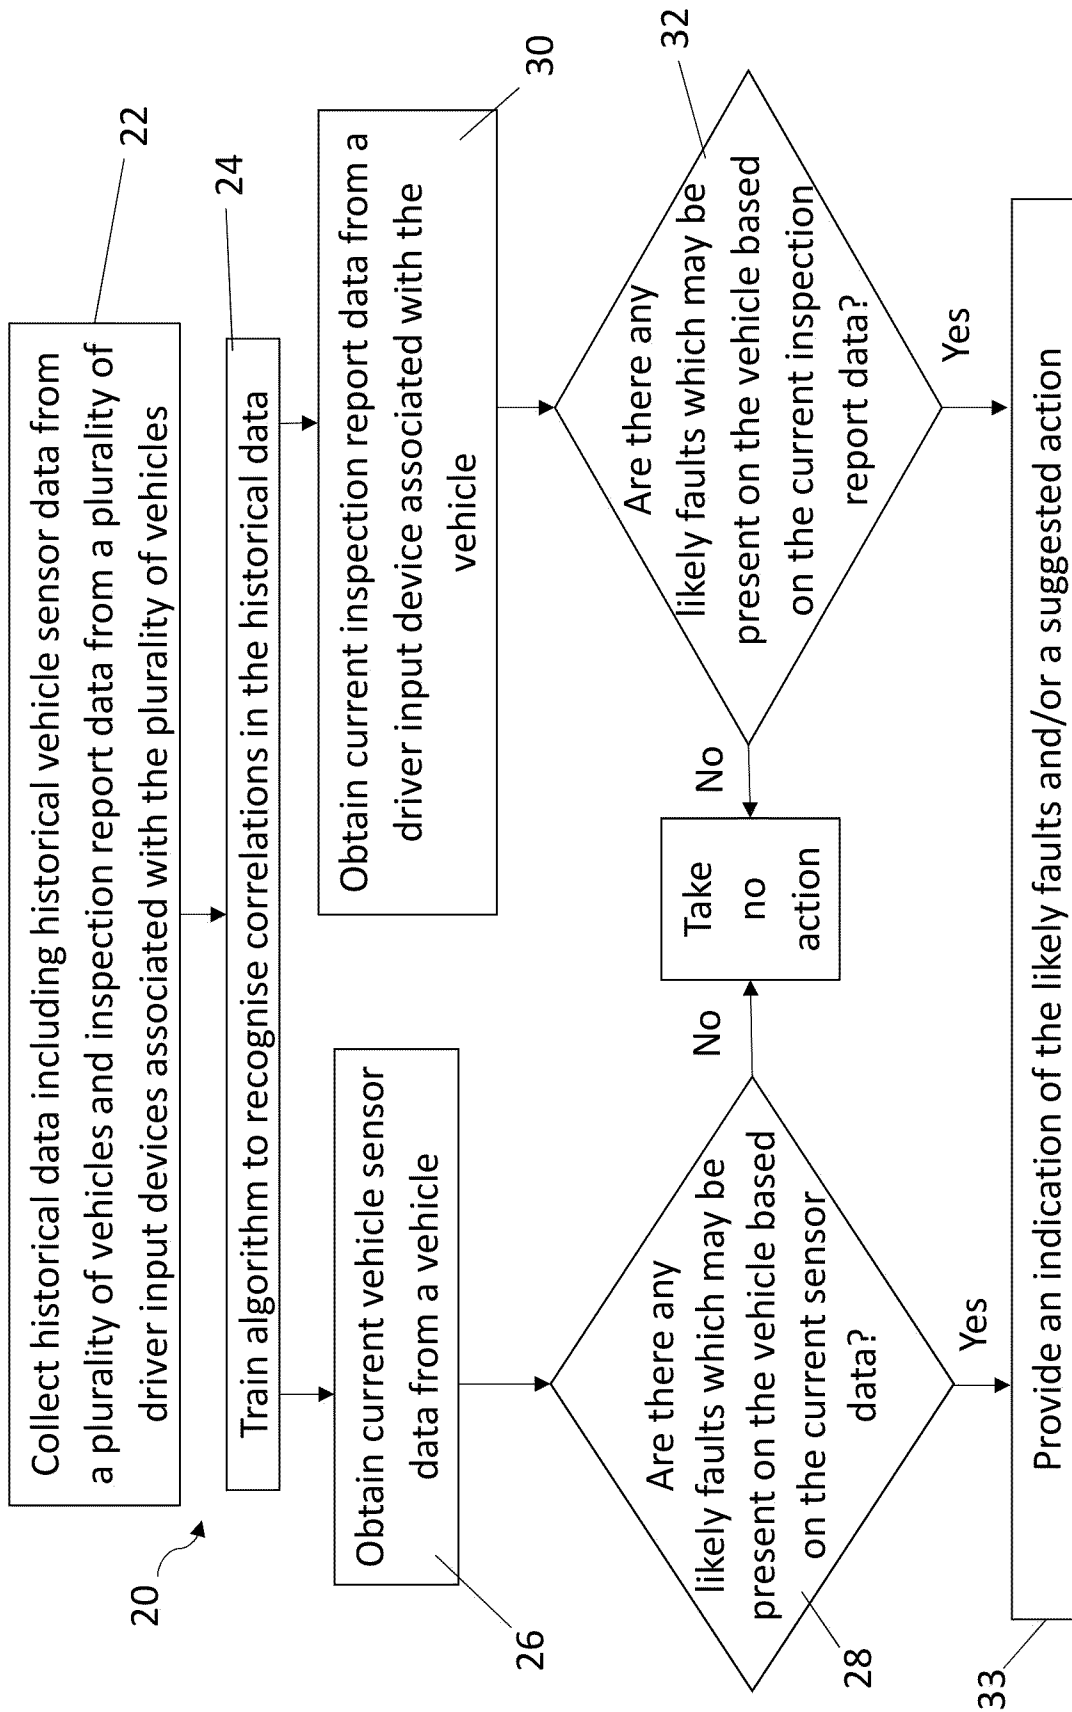 20
Collect historical data including historical vehicle sensor data from
a plurality of vehicles and inspection report data from a plurality of
driver input devices associated with the plurality of vehicles
22
Train algorithm to recognise correlations in the historical data
24
Obtain current vehicle sensor
data from a vehicle
26
Obtain current inspection report data from a
driver input device associated with the
vehicle
30
Are there any
likely faults which may be
present on the vehicle based
on the current sensor
data?
28
No
Take
no
action
No
Are there any
likely faults which may be
present on the vehicle based
on the current inspection
report data?
32
Yes
Yes
Provide an indication of the likely faults and/or a suggested action
33